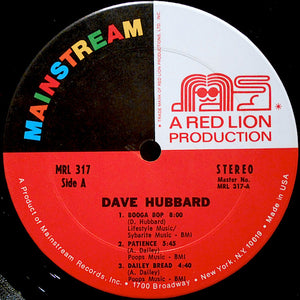 MAINSTREAM
TRADE MARK OF RED LION PRODUCTIONS, LTD., INC.
A RED LION
PRODUCTION
MRL 317
Side A
STEREO
Master No.
MRL 317-A
DAVE HUBBARD
1. BOOGA BOP 8:00
(D. Hubbard)
Lifestyle Music/
Sybarite Music - BMI
2. PATIENCE 5:45
(A. Dailey)
Poops Music - BMI
3. DAILEY BREAD 4:40
(A. Dailey)
Poops Music - BMI
A Product of Mainstream Records, Inc. • 1700 Broadway • New York, N.Y. 10019 • Made in USA